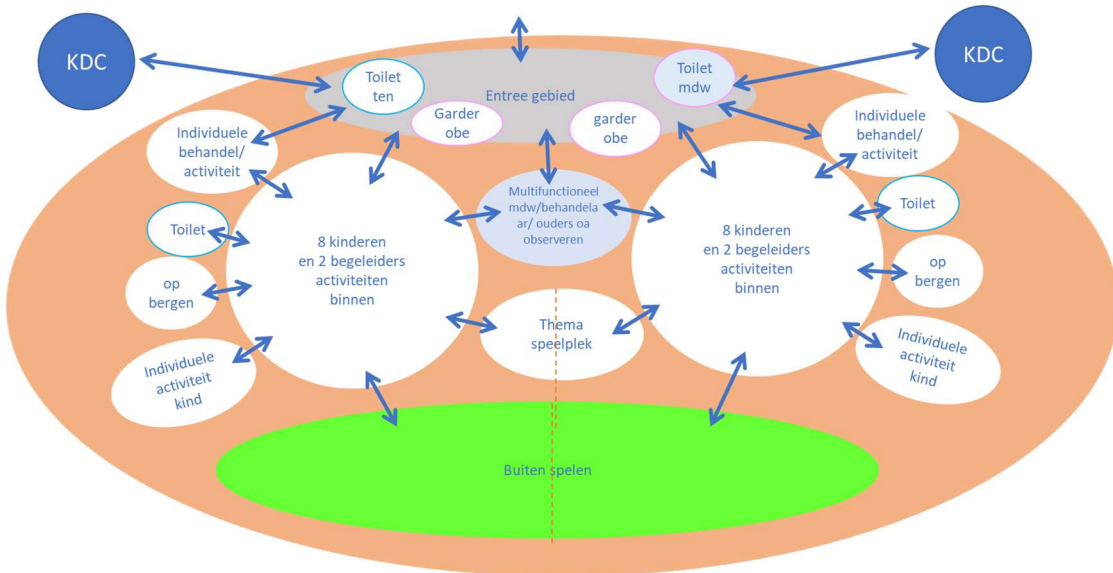 KDC
KDC
Toilet
ten
Toilet
mdw
Entree gebied
Garder
obe
garder
obe
Individuele
behandel/
activiteit
Individuele
behandel/
activiteit
Multifunctioneel
mdw/behandela
ar/ ouders oa
observeren
Toilet
Toilet
8 kinderen
en 2 begeleiders
activiteiten
binnen
8 kinderen
en 2 begeleiders
activiteiten
binnen
op
bergen
op
bergen
Thema
speelplek
Individuele
activiteit
kind
Individuele
activiteit
kind
Buiten spelen